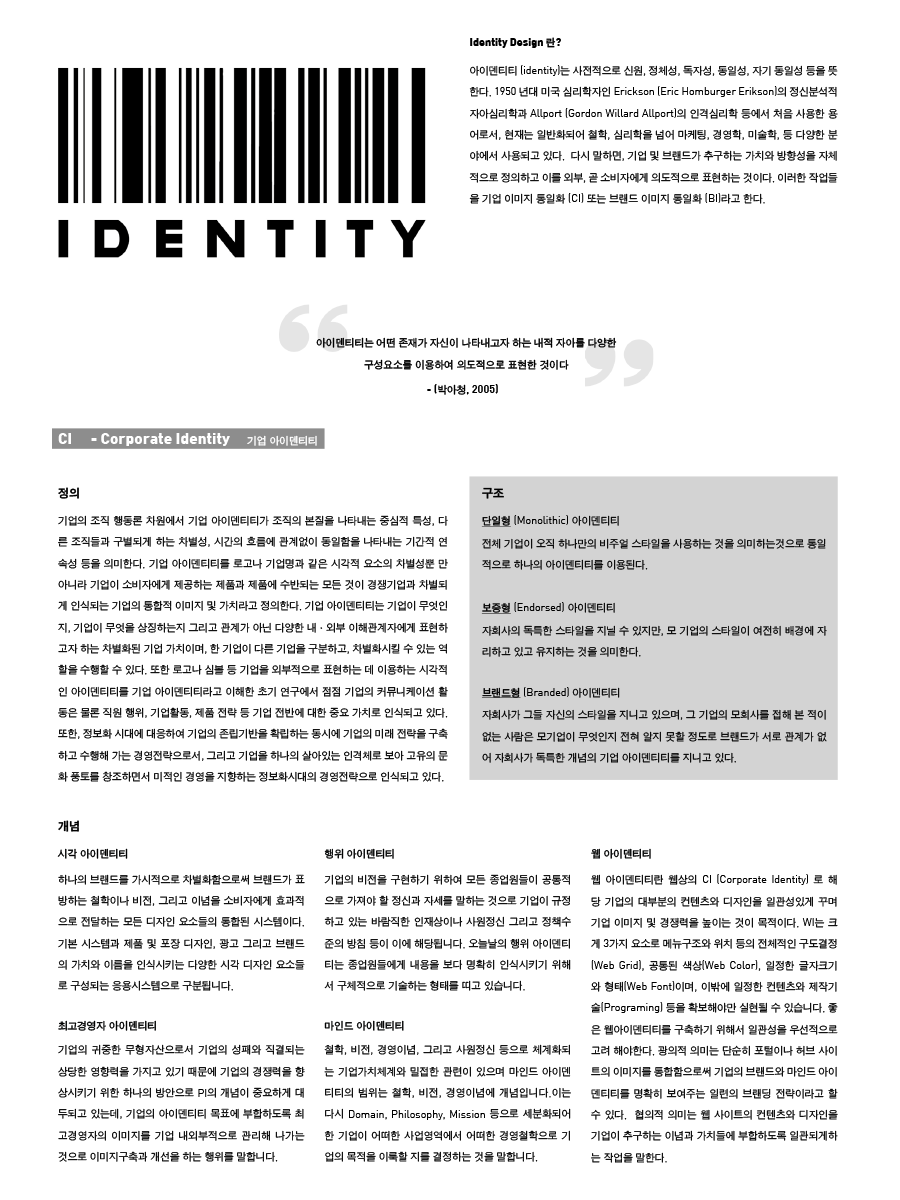 IDENTITY
Identity Design 란?
아이덴티티 (identity)는 사전적으로 신원, 정체성, 독자성, 동일성, 자기 동일성 등을 뜻
한다. 1950 년대 미국 심리학자인 Erickson (Eric Homburger Erikson)의 정신분석적
자아심리학과 Allport (Gordon Willard Allport)의 인격심리학 등에서 처음 사용한 용
어로서, 현재는 일반화되어 철학, 심리학을 넘어 마케팅, 경영학, 미술학, 등 다양한 분
야에서 사용되고 있다. 다시 말하면, 기업 및 브랜드가 추구하는 가치와 방향성을 자체
적으로 정의하고 이를 외부, 곧 소비자에게 의도적으로 표현하는 것이다. 이러한 작업들
을 기업 이미지 통일화 (CI) 또는 브랜드 이미지 통일화 (BI)라고 한다.
“
아이덴티티는 어떤 존재가 자신이 나타내고자 하는 내적 자아를 다양한
구성요소를 이용하여 의도적으로 표현한 것이다
”
- (박아청, 2005)
CI - Corporate Identity 기업 아이덴티티
정의
기업의 조직 행동론 차원에서 기업 아이덴티티가 조직의 본질을 나타내는 중심적 특성, 다
른 조직들과 구별되게 하는 차별성, 시간의 흐름에 관계없이 동일함을 나타내는 기간적 연
속성 등을 의미한다. 기업 아이덴티티를 로고나 기업명과 같은 시각적 요소의 차별성뿐 만
아니라 기업이 소비자에게 제공하는 제품과 제품에 수반되는 모든 것이 경쟁기업과 차별되
게 인식되는 기업의 통합적 이미지 및 가치라고 정의한다. 기업 아이덴티티는 기업이 무엇인
지, 기업이 무엇을 상징하는지 그리고 관계가 아닌 다양한 내 · 외부 이해관계자에게 표현하
고자 하는 차별화된 기업 가치이며, 한 기업이 다른 기업을 구분하고, 차별화시킬 수 있는 역
할을 수행할 수 있다. 또한 로고나 심볼 등 기업을 외부적으로 표현하는 데 이용하는 시각적
인 아이덴티티를 기업 아이덴티티라고 이해한 초기 연구에서 점점 기업의 커뮤니케이션 활
동은 물론 직원 행위, 기업활동, 제품 전략 등 기업 전반에 대한 중요 가치로 인식되고 있다.
또한, 정보화 시대에 대응하여 기업의 존립기반을 확립하는 동시에 기업의 미래 전략을 구축
하고 수행해 가는 경영전략으로서, 그리고 기업을 하나의 살아있는 인격체로 보아 고유의 문
화 풍토를 창조하면서 미적인 경영을 지향하는 정보화시대의 경영전략으로 인식되고 있다.
구조
단일형 (Monolithic) 아이덴티티
전체 기업이 오직 하나만의 비주얼 스타일을 사용하는 것을 의미하는것으로 통일
적으로 하나의 아이덴티티를 이용된다.
보증형 (Endorsed) 아이덴티티
자회사의 독특한 스타일을 지닐 수 있지만, 모 기업의 스타일이 여전히 배경에 자
리하고 있고 유지하는 것을 의미한다.
브랜드형 (Branded) 아이덴티티
자회사가 그들 자신의 스타일을 지니고 있으며, 그 기업의 모회사를 접해 본 적이
없는 사람은 모기업이 무엇인지 전혀 알지 못할 정도로 브랜드가 서로 관계가 없
어 자회사가 독특한 개념의 기업 아이덴티티를 지니고 있다.
개념
시각 아이덴티티
하나의 브랜드를 가시적으로 차별화함으로써 브랜드가 표
방하는 철학이나 비전, 그리고 이념을 소비자에게 효과적
으로 전달하는 모든 디자인 요소들의 통합된 시스템이다.
기본 시스템과 제품 및 포장 디자인, 광고 그리고 브랜드
의 가치와 이름을 인식시키는 다양한 시각 디자인 요소들
로 구성되는 응용시스템으로 구분됩니다.
최고경영자 아이덴티티
기업의 귀중한 무형자산으로서 기업의 성패와 직결되는
상당한 영향력을 가지고 있기 때문에 기업의 경쟁력을 향
상시키기 위한 하나의 방안으로 PI의 개념이 중요하게 대
두되고 있는데, 기업의 아이덴티티 목표에 부합하도록 최
고경영자의 이미지를 기업 내외부적으로 관리해 나가는
것으로 이미지구축과 개선을 하는 행위를 말합니다.
행위 아이덴티티
기업의 비전을 구현하기 위하여 모든 종업원들이 공통적
으로 가져야 할 정신과 자세를 말하는 것으로 기업이 규정
하고 있는 바람직한 인재상이나 사원정신 그리고 정책수
준의 방침 등이 이에 해당됩니다. 오늘날의 행위 아이덴티
티는 종업원들에게 내용을 보다 명확히 인식시키기 위해
서 구체적으로 기술하는 형태를 띠고 있습니다.
마인드 아이덴티티
철학, 비전, 경영이념, 그리고 사원정신 등으로 체계화되
는 기업가치체계와 밀접한 관련이 있으며 마인드 아이덴
티티의 범위는 철학, 비전, 경영이념에 개념입니다.이는
다시 Domain, Philosophy, Mission 등으로 세분화되어
한 기업이 어떠한 사업영역에서 어떠한 경영철학으로 기
업의 목적을 이룩할 지를 결정하는 것을 말합니다.
웹 아이덴티티
웹 아이덴티티란 웹상의 CI (Corporate Identity) 로 해
당 기업의 대부분의 컨텐츠와 디자인을 일관성있게 꾸며
기업 이미지 및 경쟁력을 높이는 것이 목적이다. WI는 크
게 3가지 요소로 메뉴구조와 위치 등의 전체적인 구도결정
(Web Grid), 공통된 색상(Web Color), 일정한 글자크기
와 형태(Web Font)이며, 이밖에 일정한 컨텐츠와 제작기
술(Programing) 등을 확보해야만 실현될 수 있습니다. 좋
은 웹아이덴티티를 구축하기 위해서 일관성을 우선적으로
고려 해야한다. 광의적 의미는 단순히 포털이나 허브 사이
트의 이미지를 통합함으로써 기업의 브랜드와 마인드 아이
덴티티를 명확히 보여주는 일련의 브랜딩 전략이라고 할
수 있다. 협의적 의미는 웹 사이트의 컨텐츠와 디자인을
기업이 추구하는 이념과 가치들에 부합하도록 일관되게하
는 작업을 말한다.